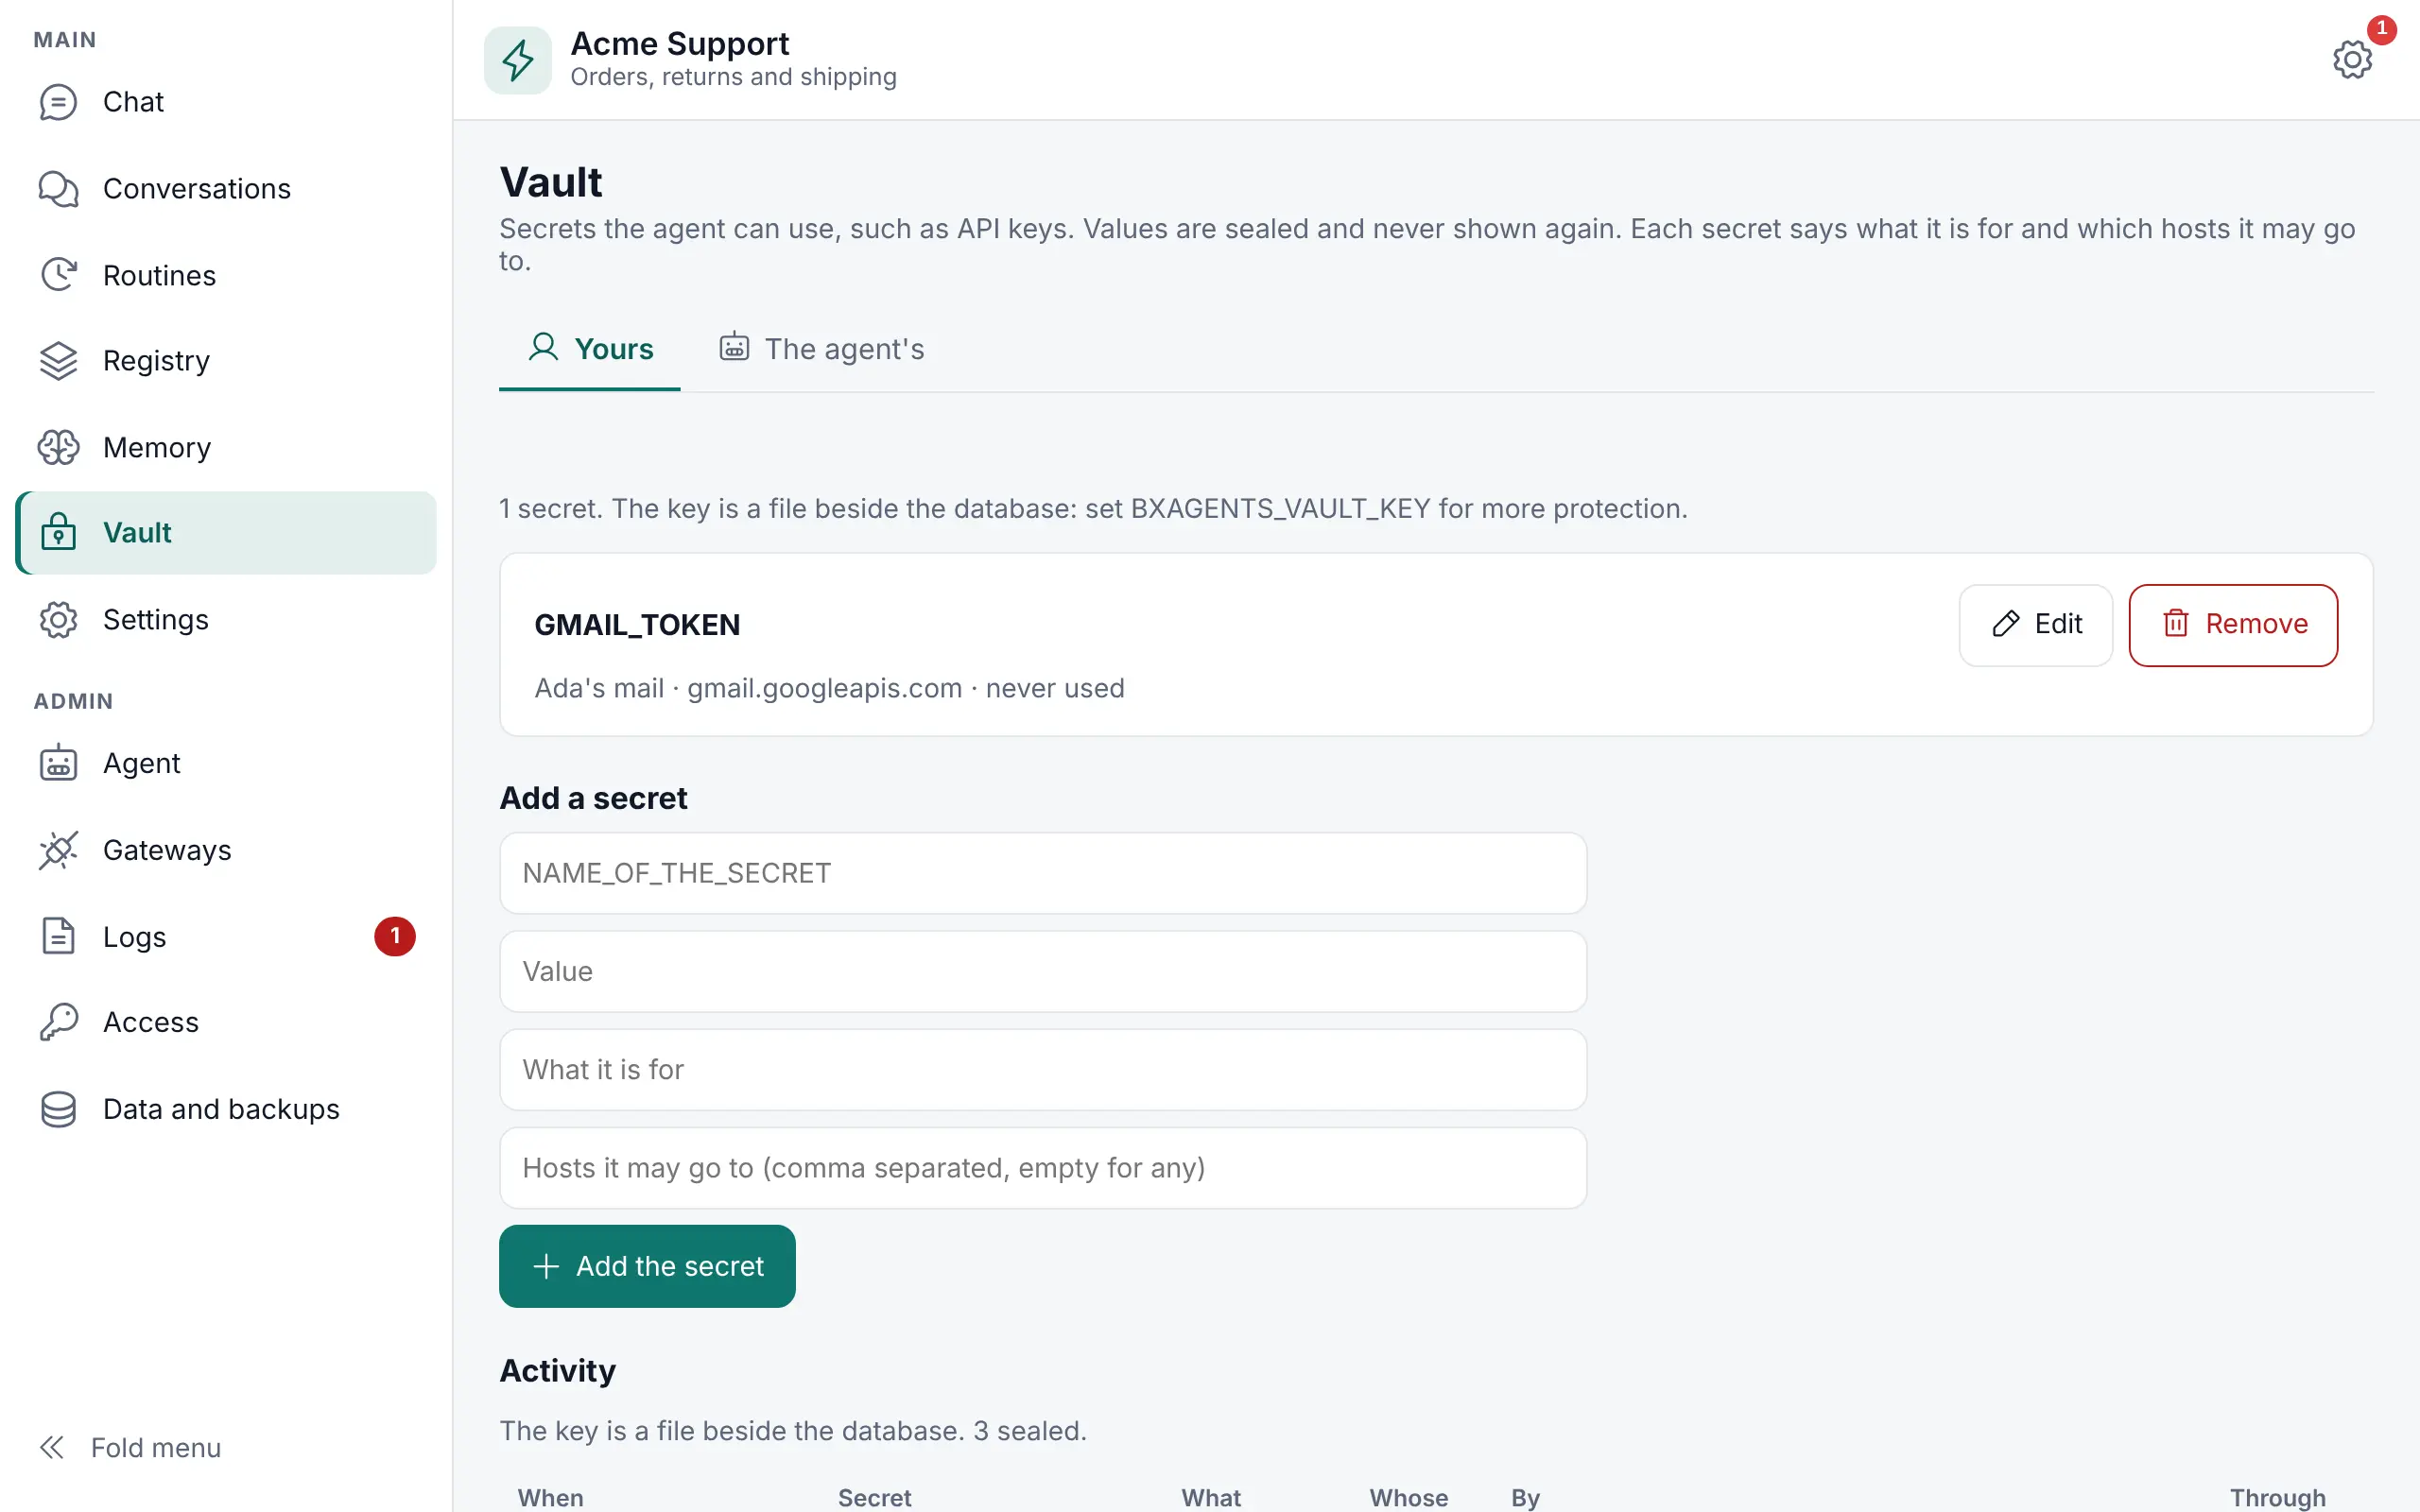 MAIN
Chat
Conversations
Routines
Registry
Memory
Vault
Settings
ADMIN
Agent
Gateways
Logs
1
Access
Data and backups
Fold menu
Acme Support
Orders, returns and shipping
1
Vault
Secrets the agent can use, such as API keys. Values are sealed and never shown again. Each secret says what it is for and which hosts it may go
to.
Yours
The agent's
1 secret. The key is a file beside the database: set BXAGENTS_VAULT_KEY for more protection.
GMAIL_TOKEN
Edit
Remove
Ada's mail · gmail.googleapis.com · never used
Add a secret
NAME_OF_THE_SECRET
Value
What it is for
Hosts it may go to (comma separated, empty for any)
Add the secret
Activity
The key is a file beside the database. 3 sealed.
When Secret What Whose By Through